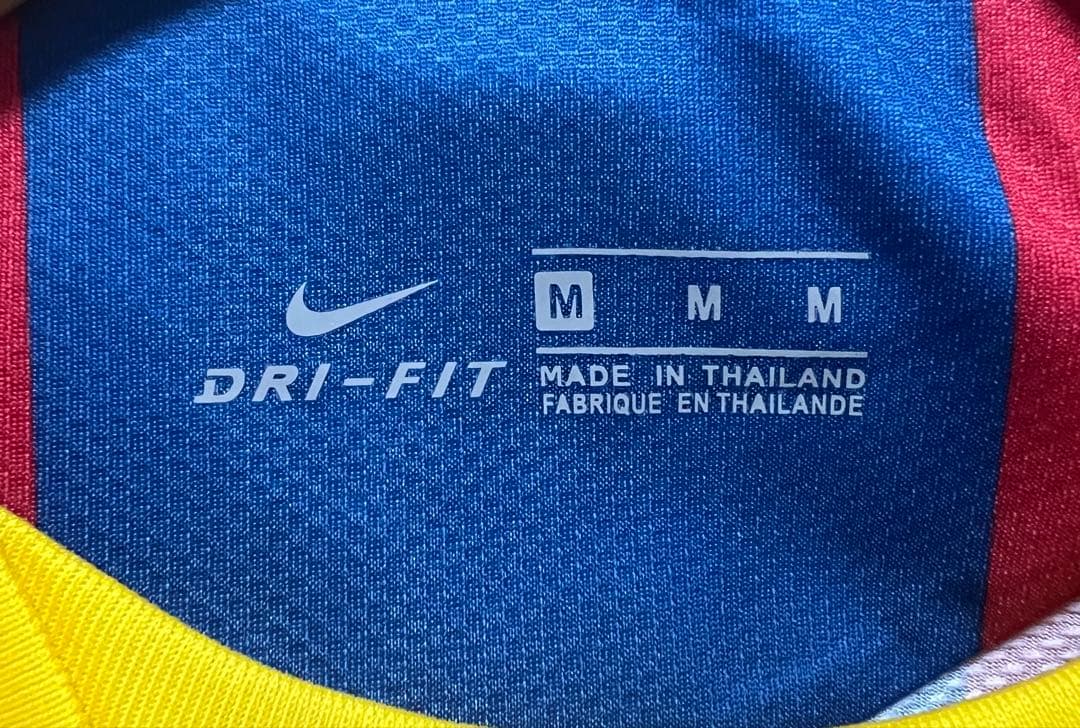 DRI-FIT
M M M
MADE IN THAILAND
FABRIQUE EN THAILANDE